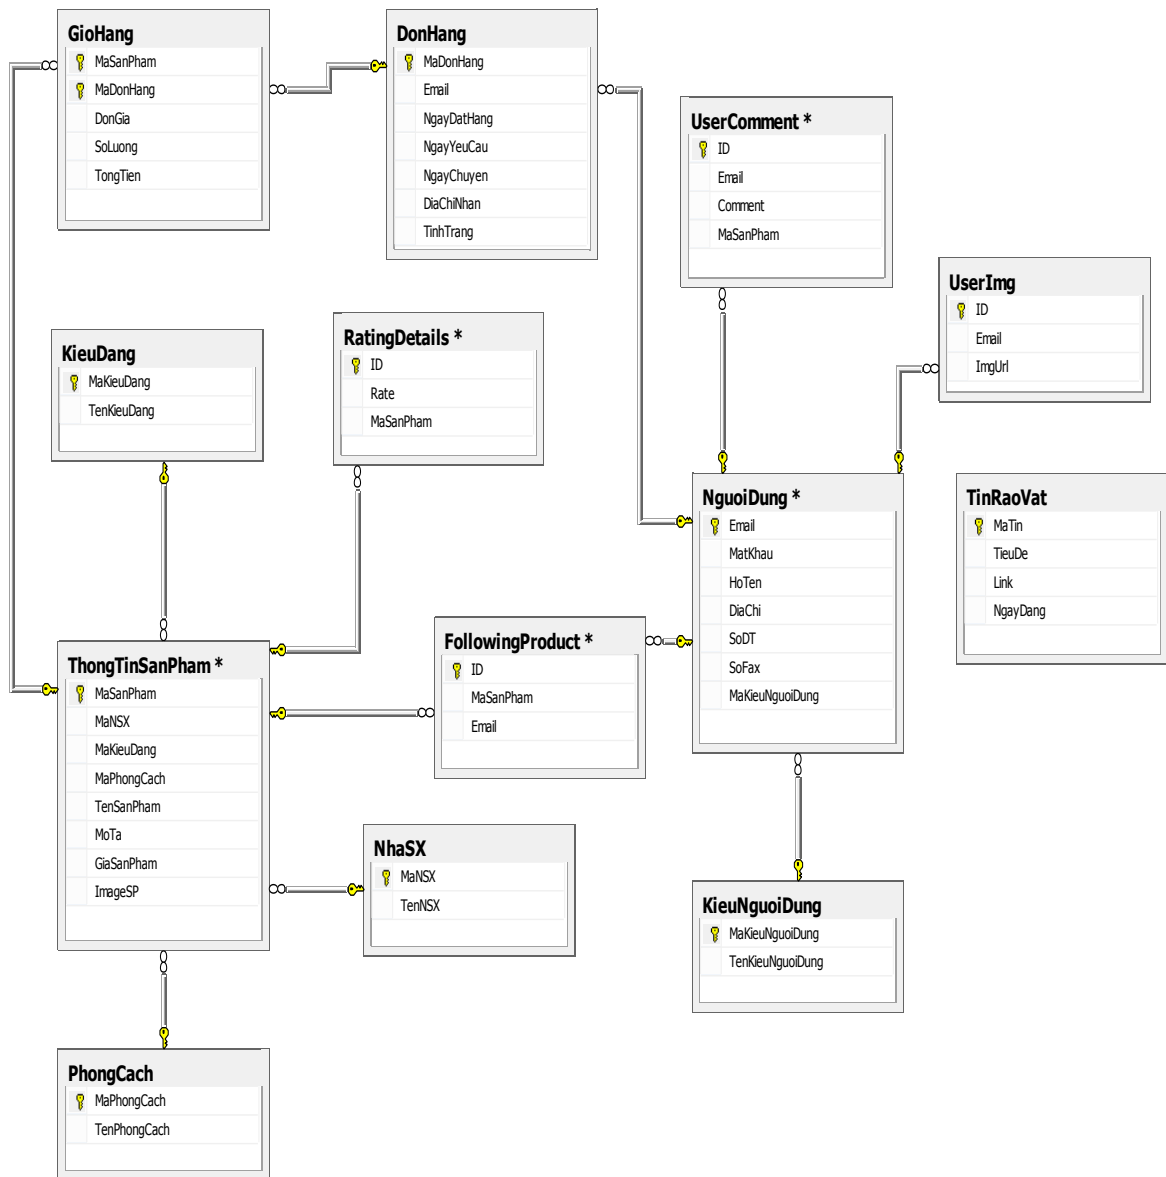 GioHang
MaSanPham
MaDonHang
DonGia
SoLuong
TongTien
DonHang
MaDonHang
Email
NgayDatHang
NgayYeuCau
NgayChuyen
DiaChiNhan
TinhTrang
UserComment *
ID
Email
Comment
MaSanPham
UserImg
ID
Email
ImgUrl
KieuDang
MaKieuDang
TenKieuDang
RatingDetails *
ID
Rate
MaSanPham
NguoiDung *
Email
MatKhau
HoTen
DiaChi
SoDT
SoFax
MaKieuNguoiDung
TinRaoVat
MaTin
TieuDe
Link
NgayDang
ThongTinSanPham *
MaSanPham
MaNSX
MaKieuDang
MaPhongCach
TenSanPham
MoTa
GiaSanPham
ImageSP
FollowingProduct *
ID
MaSanPham
Email
NhaSX
MaNSX
TenNSX
KieuNguoiDung
MaKieuNguoiDung
TenKieuNguoiDung
PhongCach
MaPhongCach
TenPhongCach